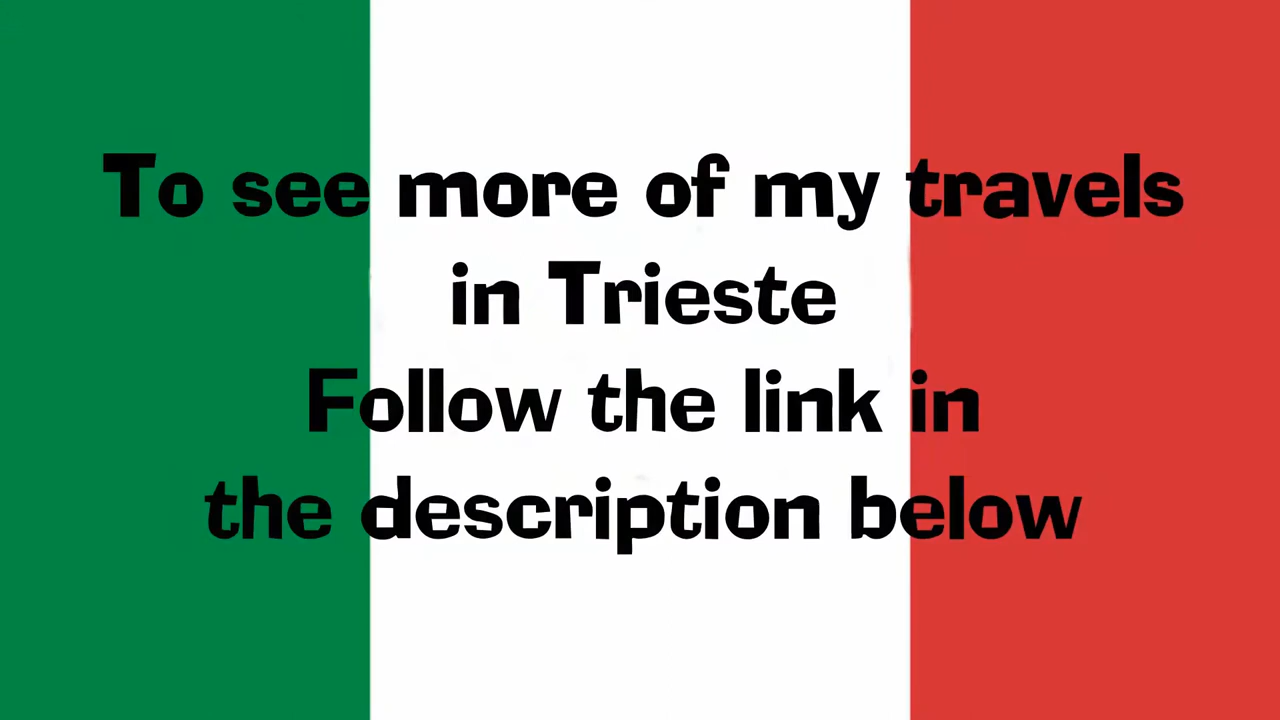 To see more of my travels
in Trieste
Follow the link in
the description below